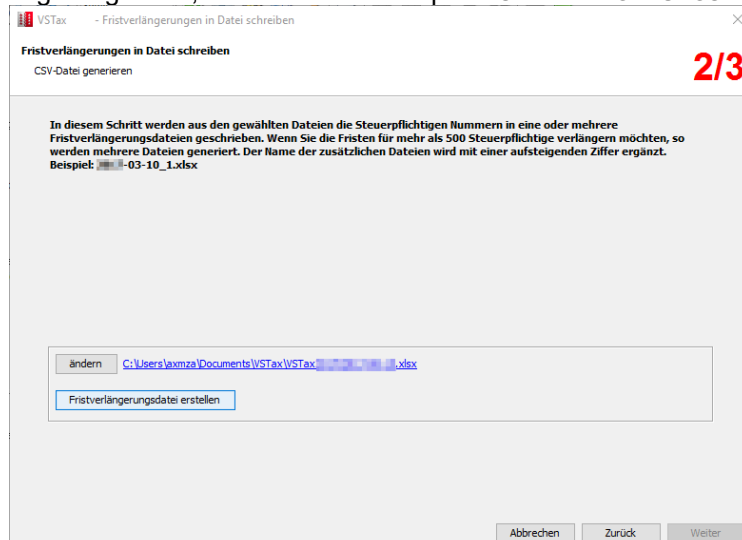 VSTax - Fristverlängerungen in Datei schreiben
Fristverlängerungen in Datei schreiben
CSV-Datei generieren
2/3
In diesem Schritt werden aus den gewählten Dateien die Steuerpflichtigen Nummern in eine oder mehrere
Fristverlängerungsdateien geschrieben. Wenn Sie die Fristen für mehr als 500 Steuerpflichtige verlängern möchten, so
werden mehrere Dateien generiert. Der Name der zusätzlichen Dateien wird mit einer aufsteigenden Ziffer ergänzt.
Beispiel: -03-10_1.xlsx
ändern C:\Users\axmza\Documents\VSTax\VSTax .xlsx
Fristverlängerungsdatei erstellen
Abbrechen Zurück Weiter